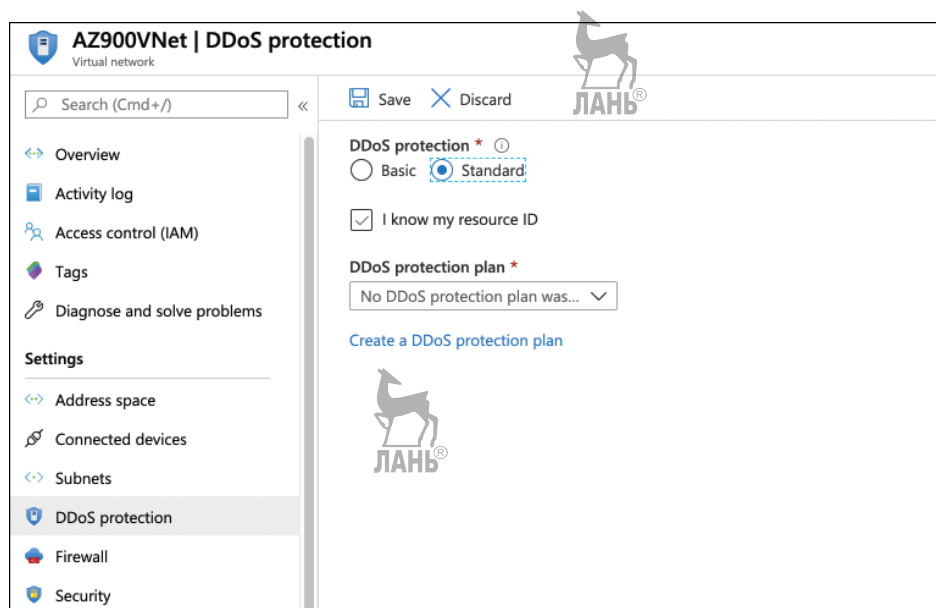 AZ900VNet | DDoS protection
Virtual network
ЛАНЬ®
Search (Cmd+/)
«
Overview
Activity log
Access control (IAM)
Tags
Diagnose and solve problems
Settings
Address space
Connected devices
Subnets
DDoS protection
Firewall
Security
Save
Discard
DDoS protection *
Basic
Standard
I know my resource ID
DDoS protection plan *
No DDoS protection plan was...
Create a DDoS protection plan
ЛАНЬ®